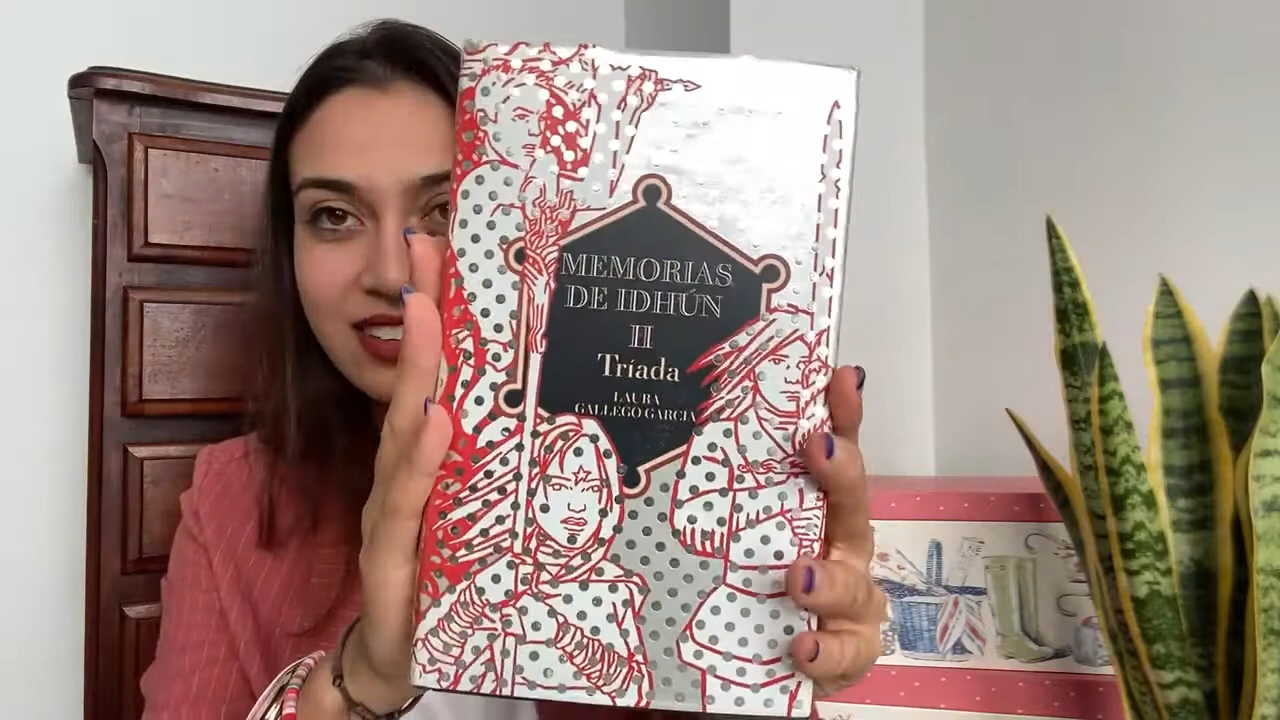 MEMORIAS
DE IDHÚN
II
Tríada
LAURA
GALLEGO GARCÍA